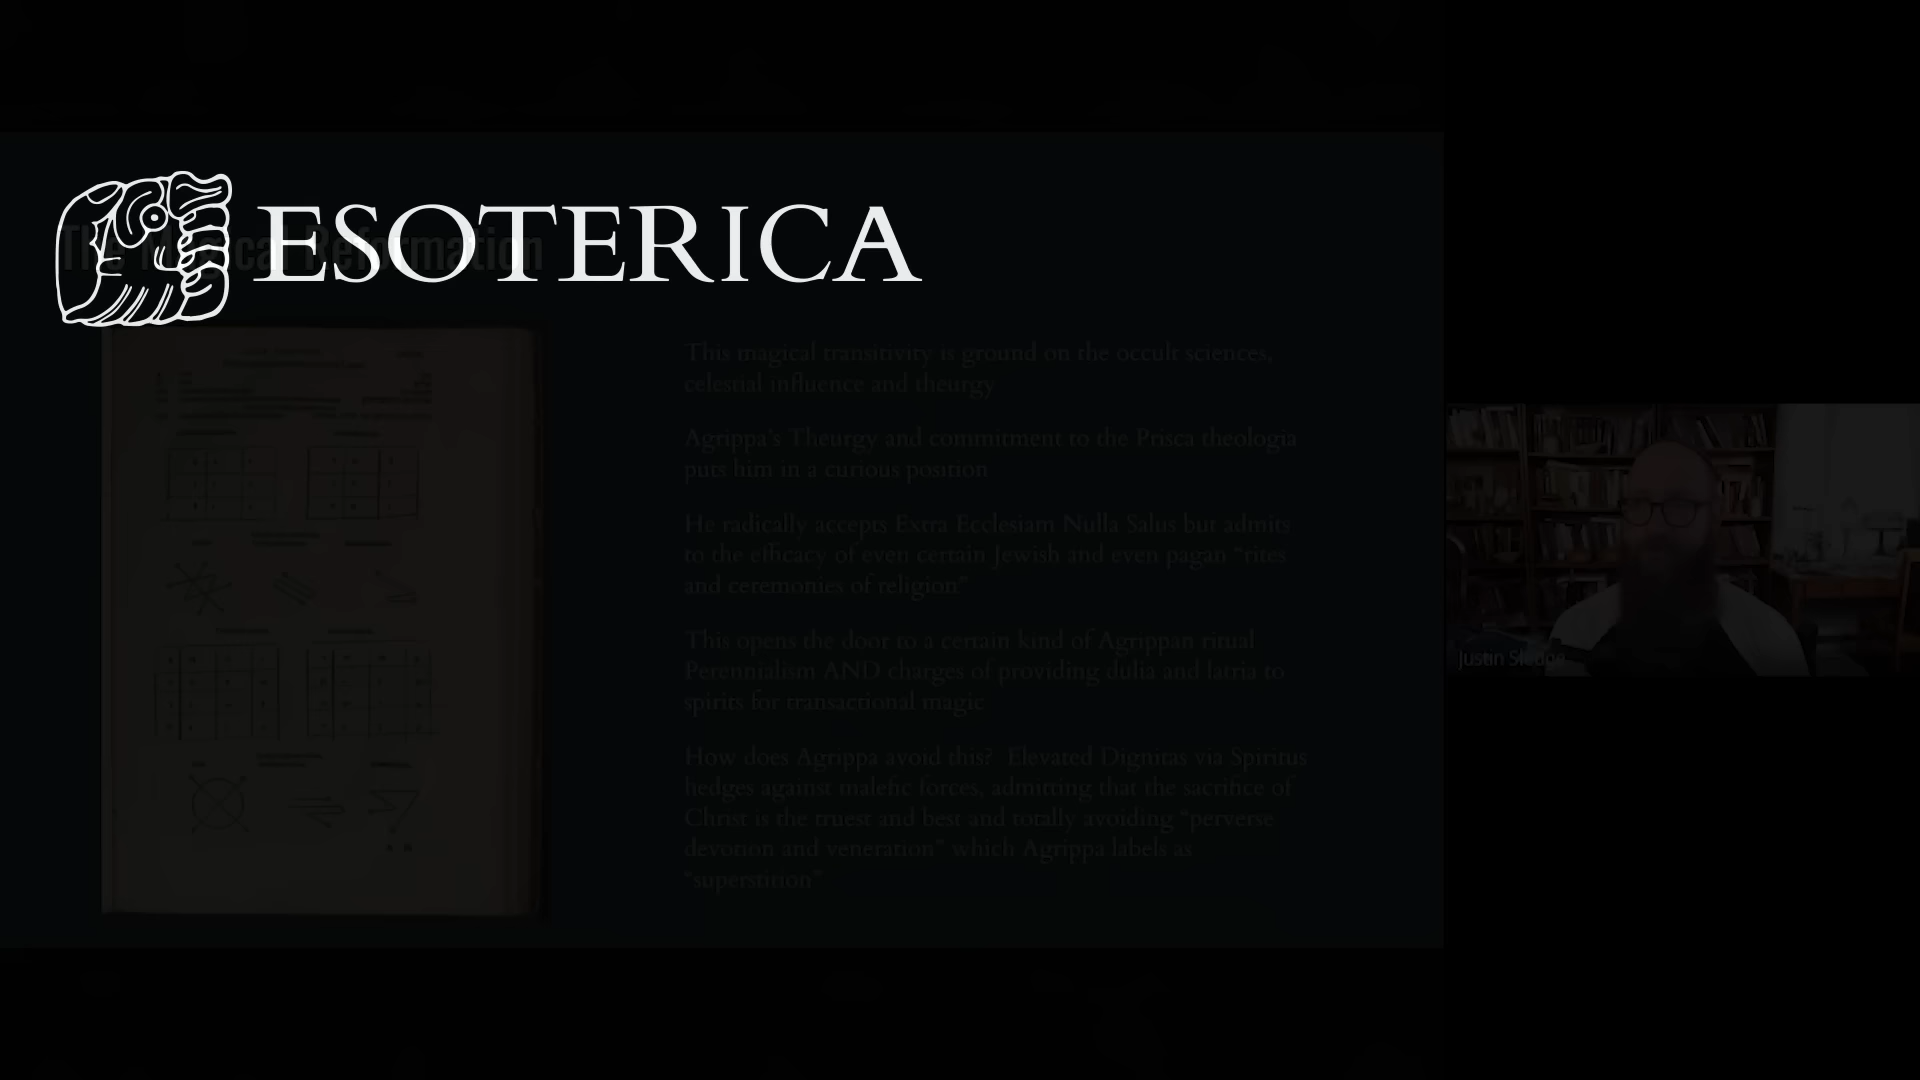 ESOTERICA
The Magical Reformation
This magical transitivity is ground on the occult sciences,
celestial influence and theurgy
Agrippa's Theurgy and commitment to the Prisca theologia
puts him in a curious position
He radically accepts Extra Ecclesiam Nulla Salus but admits
to the efficacy of even certain Jewish and even pagan “rites
and ceremonies of religion”
This opens the door to a certain kind of Agrippan ritual
Perennialism AND charges of providing dulia and latria to
spirits for transactional magic
How does Agrippa avoid this? Elevated Dignitas via Spiritus
hedges against malefic forces, admitting that the sacrifice of
Christ is the truest and best and totally avoiding “perverse
devotion and veneration” which Agrippa labels as
“superstition”
Justin Sledge